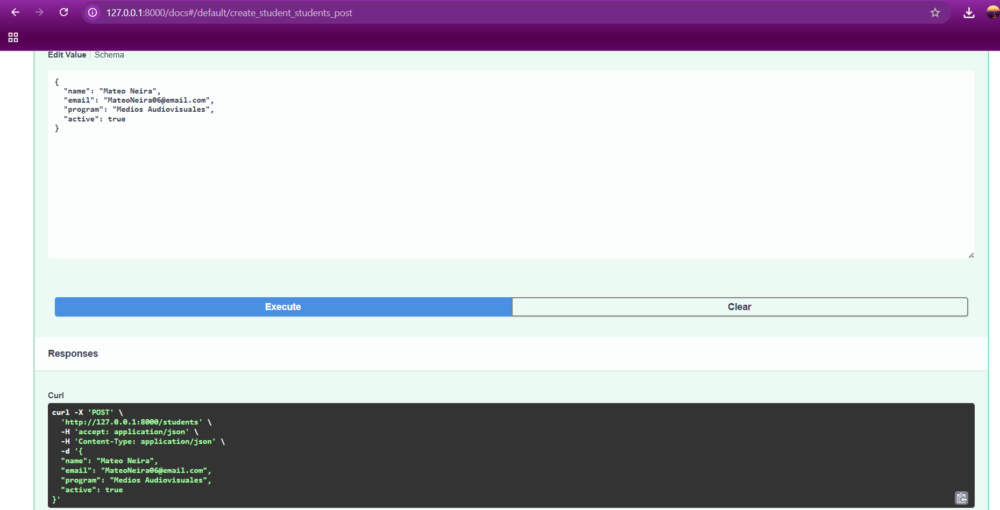 127.0.0.1:8000/docs#/default/create_student_students_post
Edit Value Schema
{
  "name": "Mateo Neira",
  "email": "MateoNeira06@email.com",
  "program": "Medios Audiovisuales",
  "active": true
}
Execute Clear
Responses
Curl
curl -X 'POST' \
  'http://127.0.0.1:8000/students' \
  -H 'accept: application/json' \
  -H 'Content-Type: application/json' \
  -d '{
  "name": "Mateo Neira",
  "email": "MateoNeira06@email.com",
  "program": "Medios Audiovisuales",
  "active": true
}'